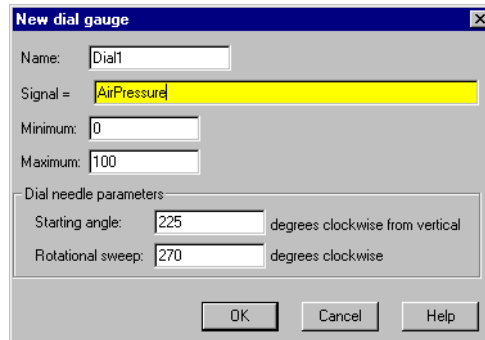 New dial gauge
Name: Dial1
Signal = AirPressure
Minimum: 0
Maximum: 100
Dial needle parameters
Starting angle: 225 degrees clockwise from vertical
Rotational sweep: 270 degrees clockwise
OK Cancel Help